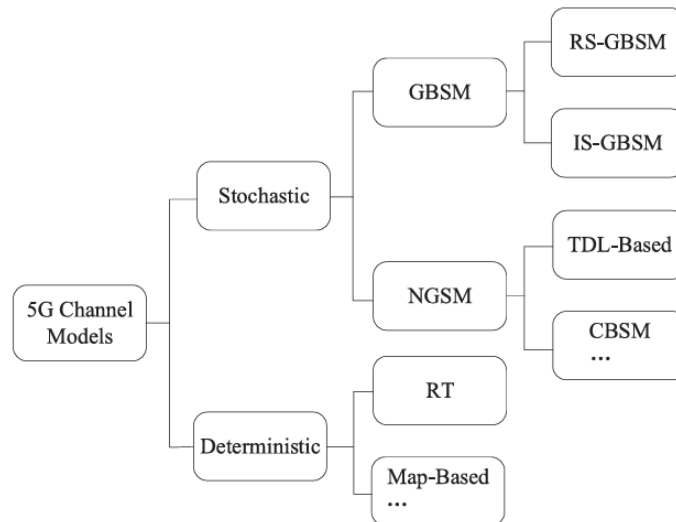 5G Channel
Models
Stochastic
Deterministic
GBSM
NGSM
RT
Map-Based
...
RS-GBSM
IS-GBSM
TDL-Based
CBSM
...